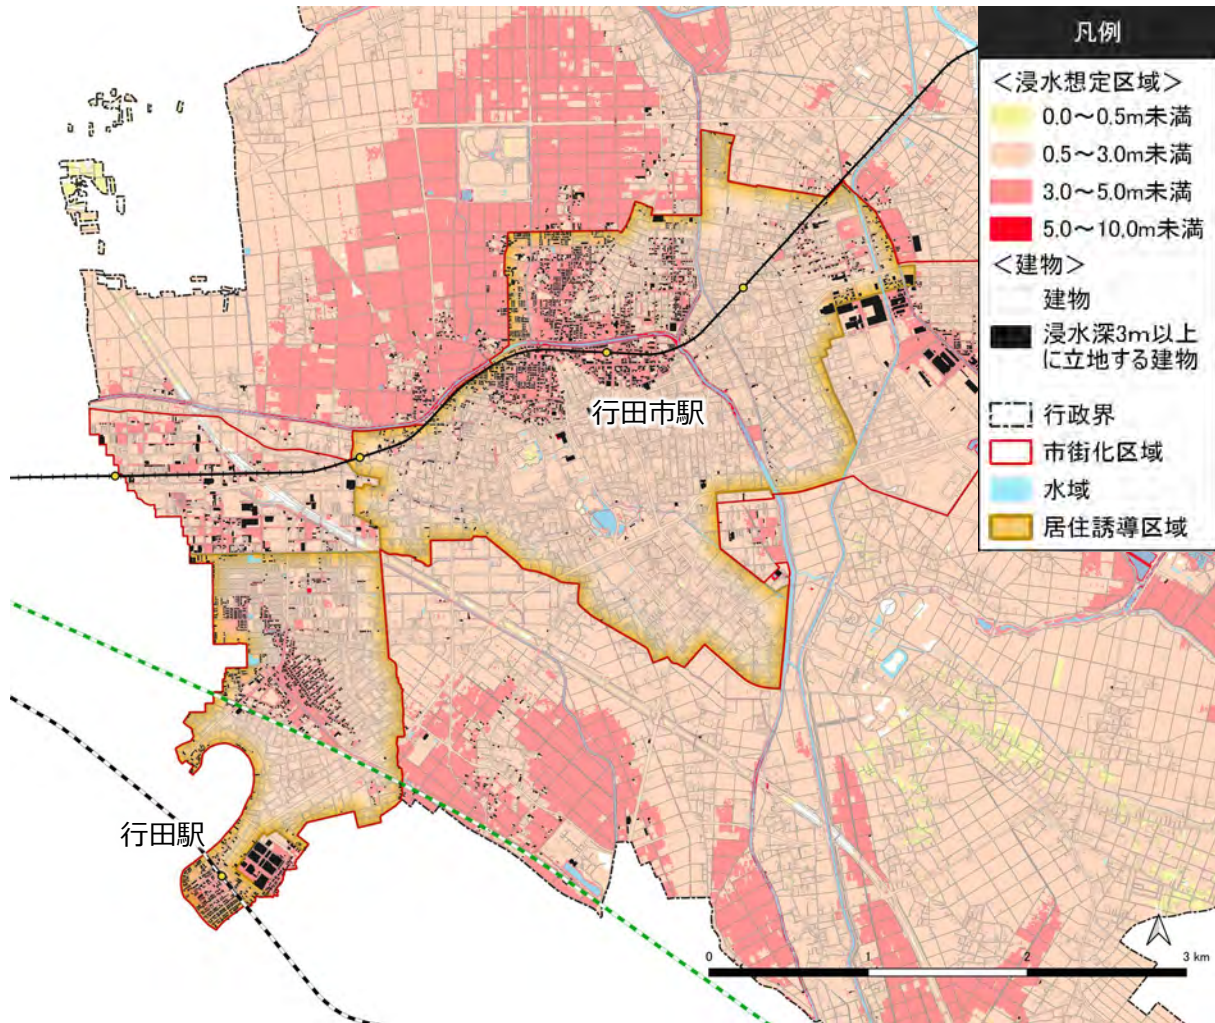 凡例
＜浸水想定区域＞
0.0～0.5m未満
0.5～3.0m未満
3.0～5.0m未満
5.0～10.0m未満
＜建物＞
建物
浸水深3m以上
に立地する建物
行政界
市街化区域
水域
居住誘導区域
行田市駅
行田駅
0 1 2 3 km